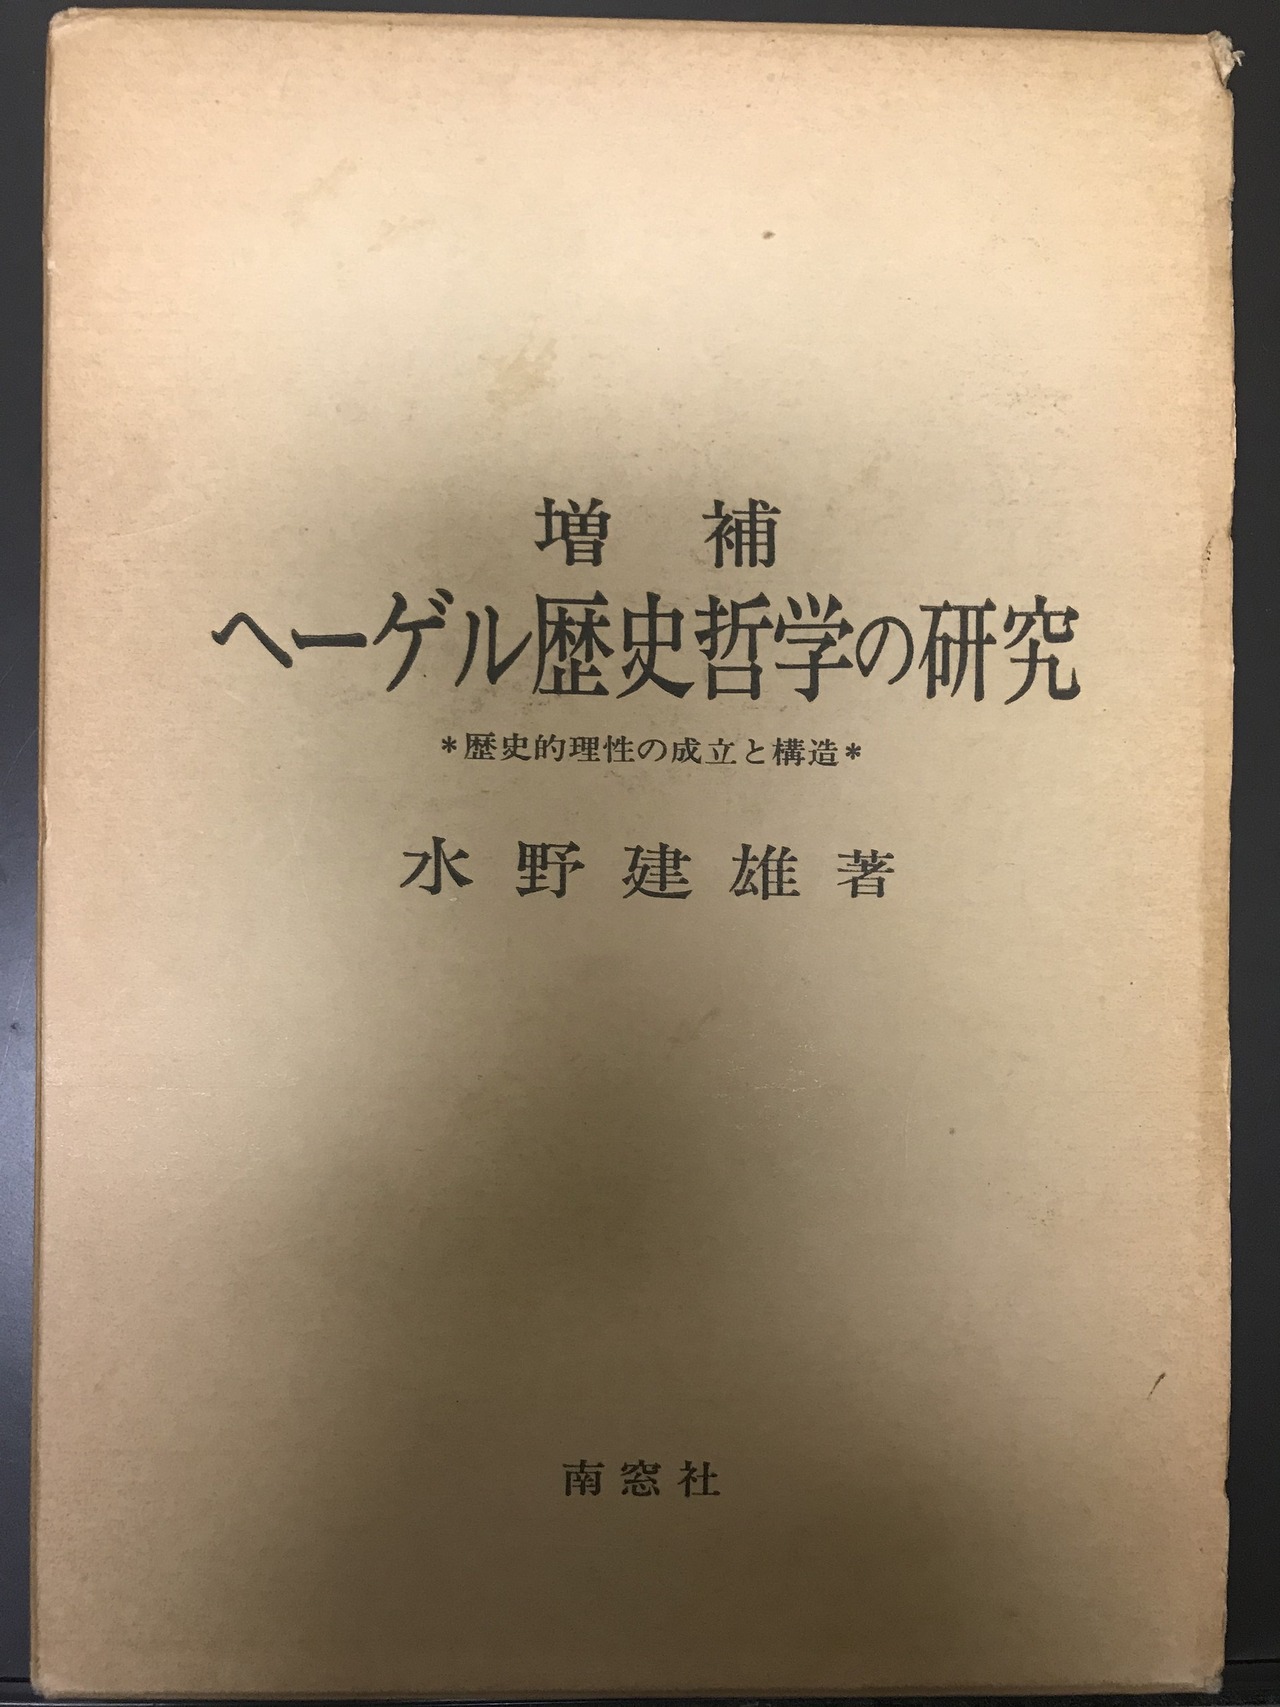 増補
ヘーゲル歴史哲学の研究
*歴史的理性の成立と構造*
水野建雄著
南窓社